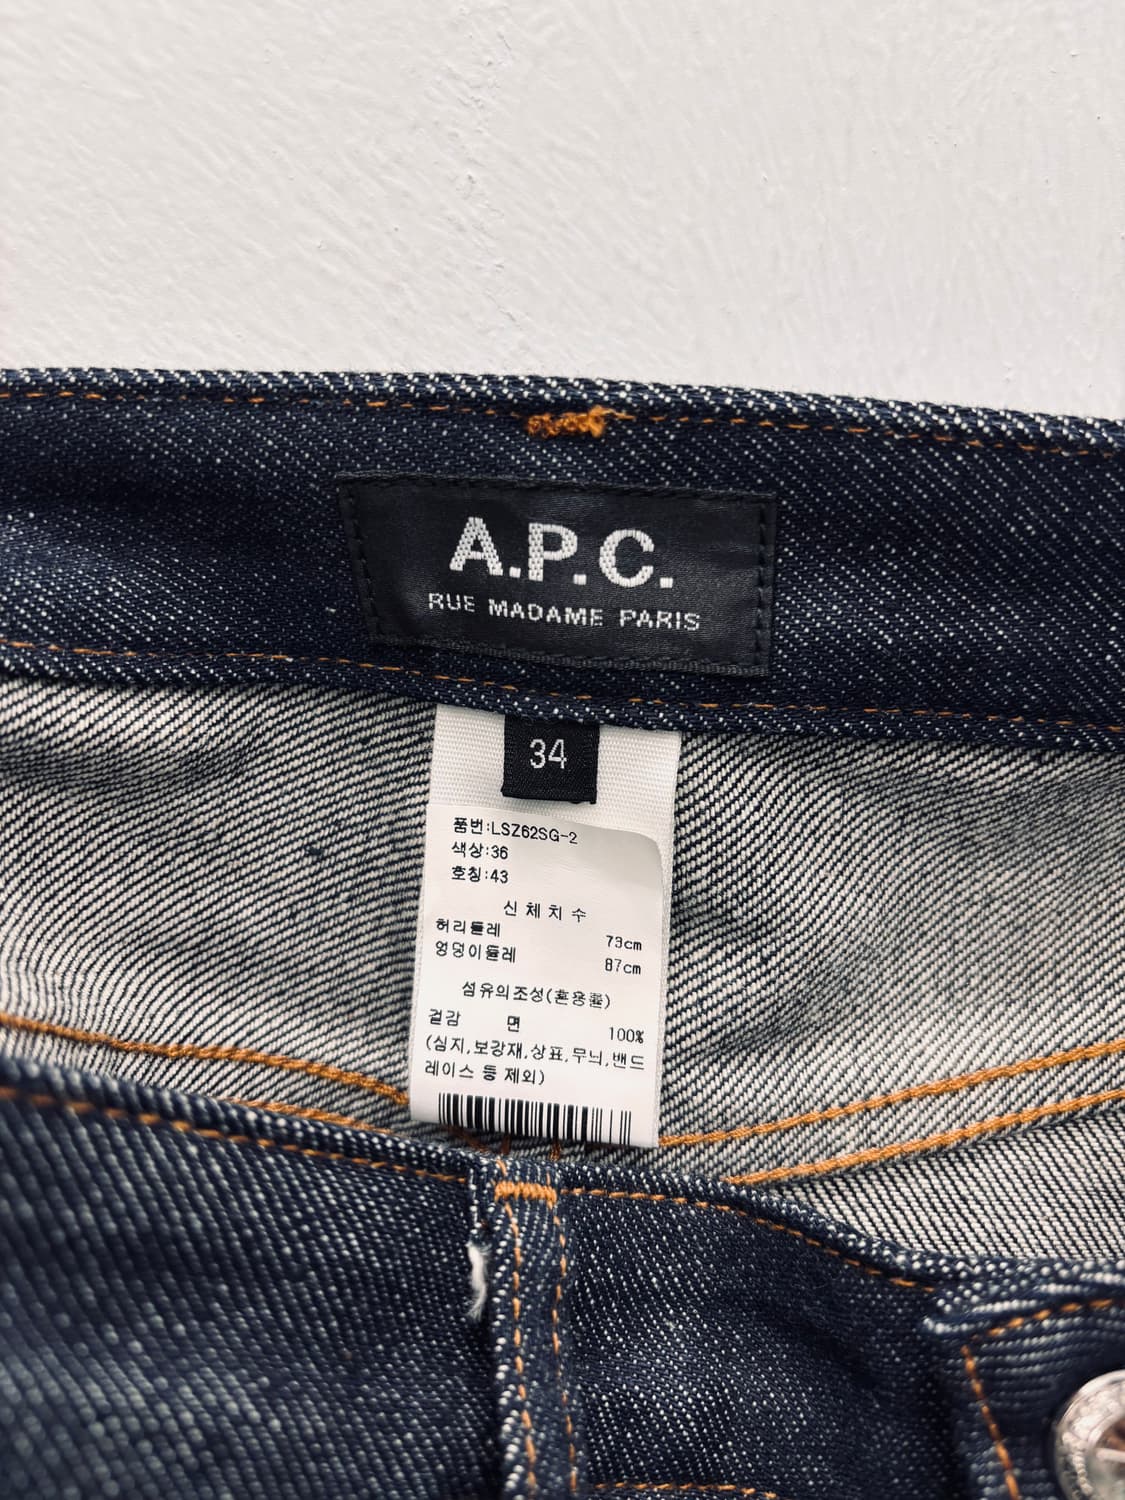 A.P.C.
RUE MADAME PARIS
34
품번:LSZ62SG-2
색상:36
호칭:43
신 체 치 수
허리둘레 79cm
엉덩이둘레 87cm
섬유의조성(혼용률)
겉감 면 100%
(심지,보강재,상표,무늬,밴드
레이스 등 제외)